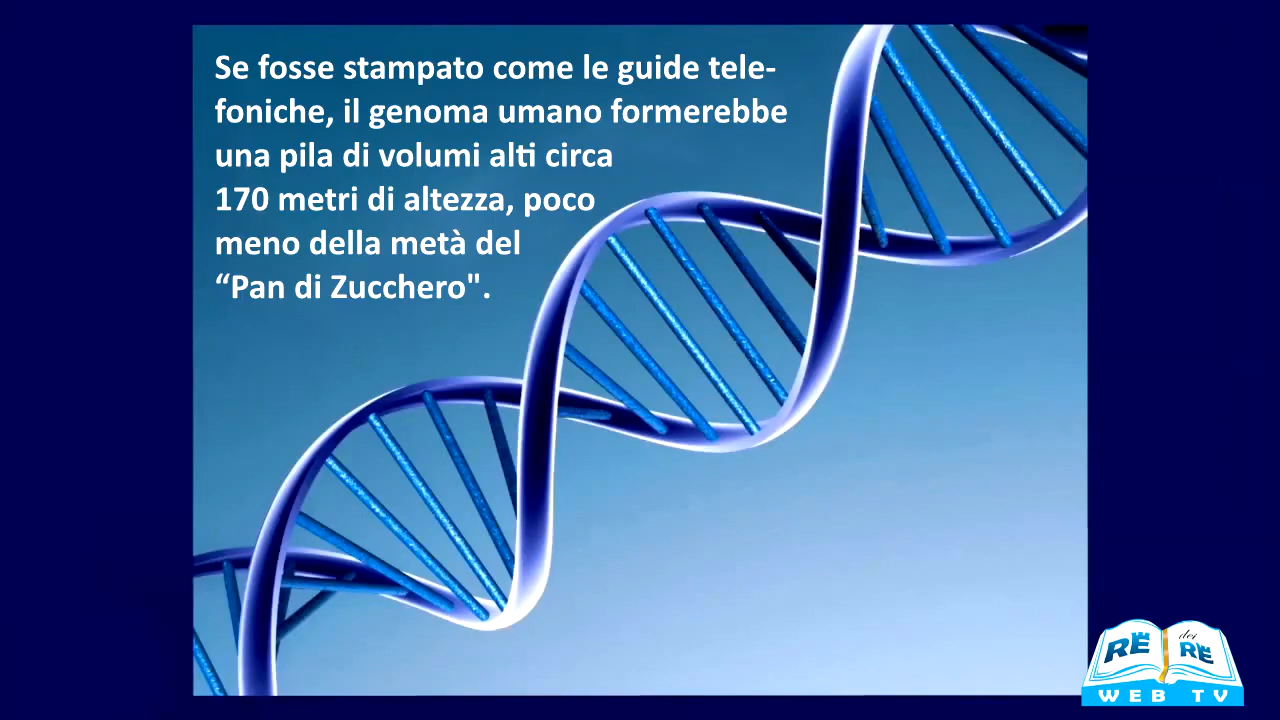 Se fosse stampato come le guide tele-
foniche, il genoma umano formerebbe
una pila di volumi alti circa
170 metri di altezza, poco
meno della metà del
“Pan di Zucchero".
RE dei RE
WEB TV